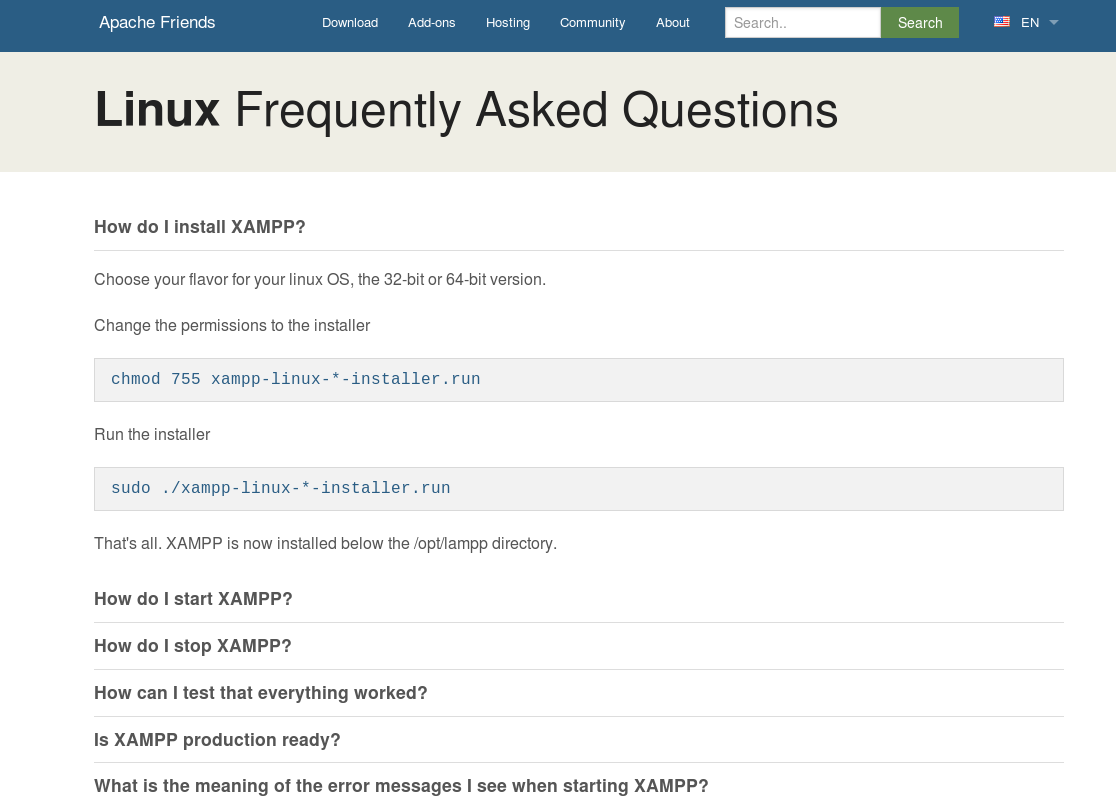 Apache Friends Download Add-ons Hosting Community About Search.. Search EN
Linux Frequently Asked Questions
How do I install XAMPP?
Choose your flavor for your linux OS, the 32-bit or 64-bit version.
Change the permissions to the installer
chmod 755 xampp-linux-*-installer.run
Run the installer
sudo ./xampp-linux-*-installer.run
That's all. XAMPP is now installed below the /opt/lampp directory.
How do I start XAMPP?
How do I stop XAMPP?
How can I test that everything worked?
Is XAMPP production ready?
What is the meaning of the error messages I see when starting XAMPP?